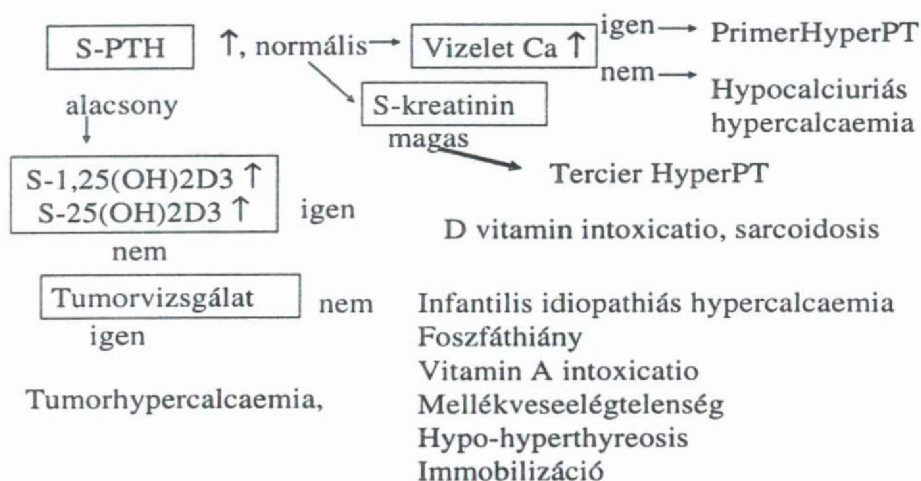 S-PTH ↑, normális Vizelet Ca ↑ igen PrimerHyperPT
nem Hypocalciuriás
hypercalcaemia
alacsony S-kreatinin
magas
Tercier HyperPT
S-1,25(OH)2D3 ↑
S-25(OH)2D3 ↑ igen
D vitamin intoxicatio, sarcoidosis
nem
Tumorvizsgálat nem Infantilis idiopathiás hypercalcaemia
igen Foszfáthiány
Vitamin A intoxicatio
Tumorhypercalcaemia, Mellékveseelégtelenség
Hypo-hyperthyreosis
Immobilizáció